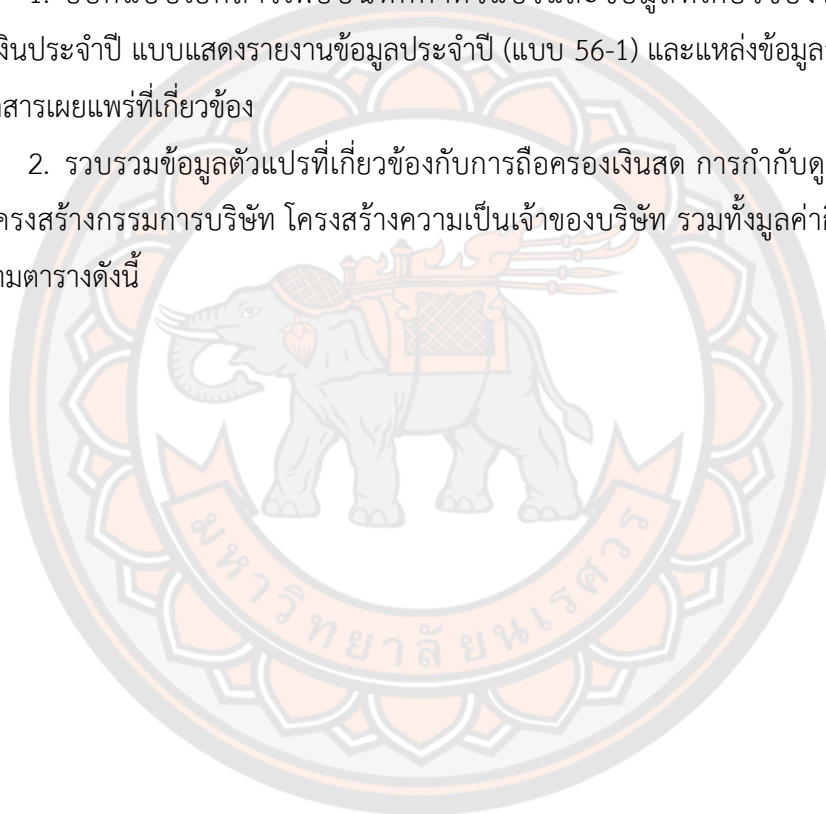 งินประจำปี แบบแสดงรายงานข้อมูลประจำปี (แบบ 56-1) และแหล่งข้อมูล
สารเผยแพร่ที่เกี่ยวข้อง
2. รวบรวมข้อมูลตัวแปรที่เกี่ยวข้องกับการถือครองเงินสด การกำกับดู
ครงสร้างกรรมการบริษัท โครงสร้างความเป็นเจ้าของบริษัท รวมทั้งมูลค่า
ามตารางดังนี้
มหาวิทยาลัยนเรศวร